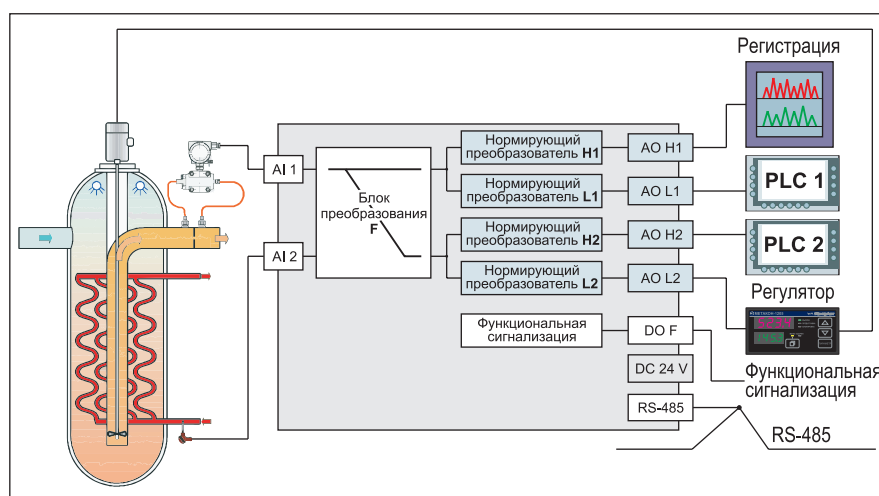 Регистрация
Нормирующий
преобразователь H1
AO H1
AI 1
Блок
преобразования
F
Нормирующий
преобразователь L1
AO L1
PLC 1
Нормирующий
преобразователь H2
AO H2
PLC 2
AI 2
Нормирующий
преобразователь L2
AO L2
Регулятор
Функциональная
сигнализация
DO F
DC 24 V
Функциональная
сигнализация
RS-485
RS-485